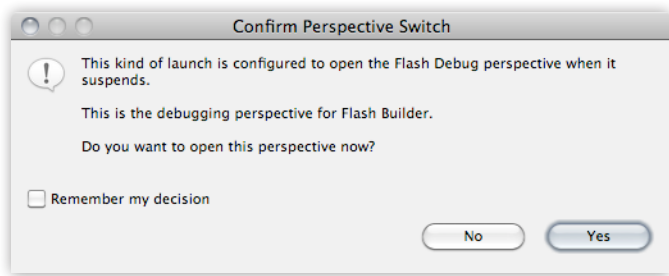 Confirm Perspective Switch
This kind of launch is configured to open the Flash Debug perspective when it
suspends.
This is the debugging perspective for Flash Builder.
Do you want to open this perspective now?
Remember my decision
No
Yes